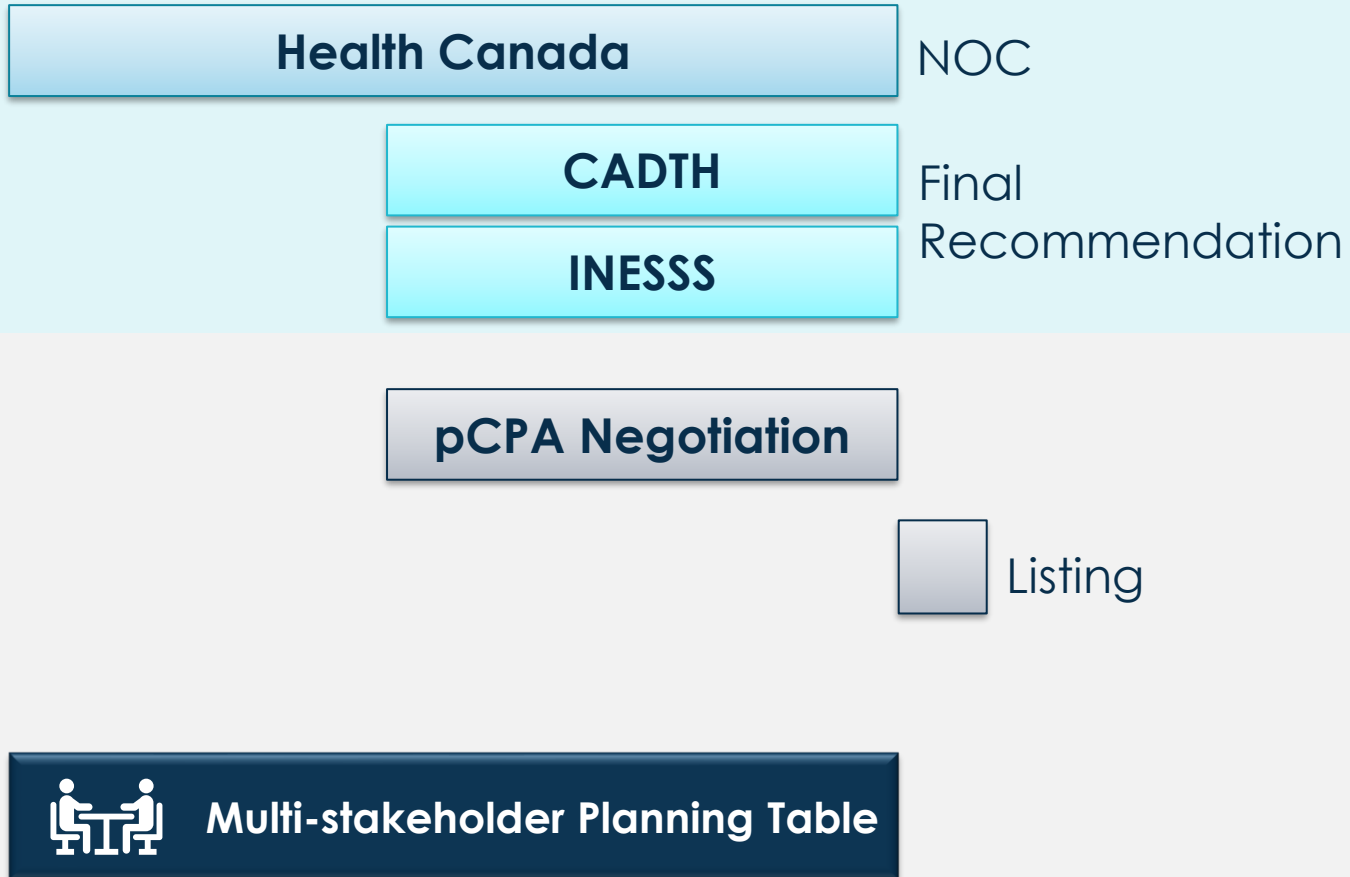 Health Canada
NOC
CADTH
Final
Recommendation
INESSS
pCPA Negotiation
Listing
Multi-stakeholder Planning Table